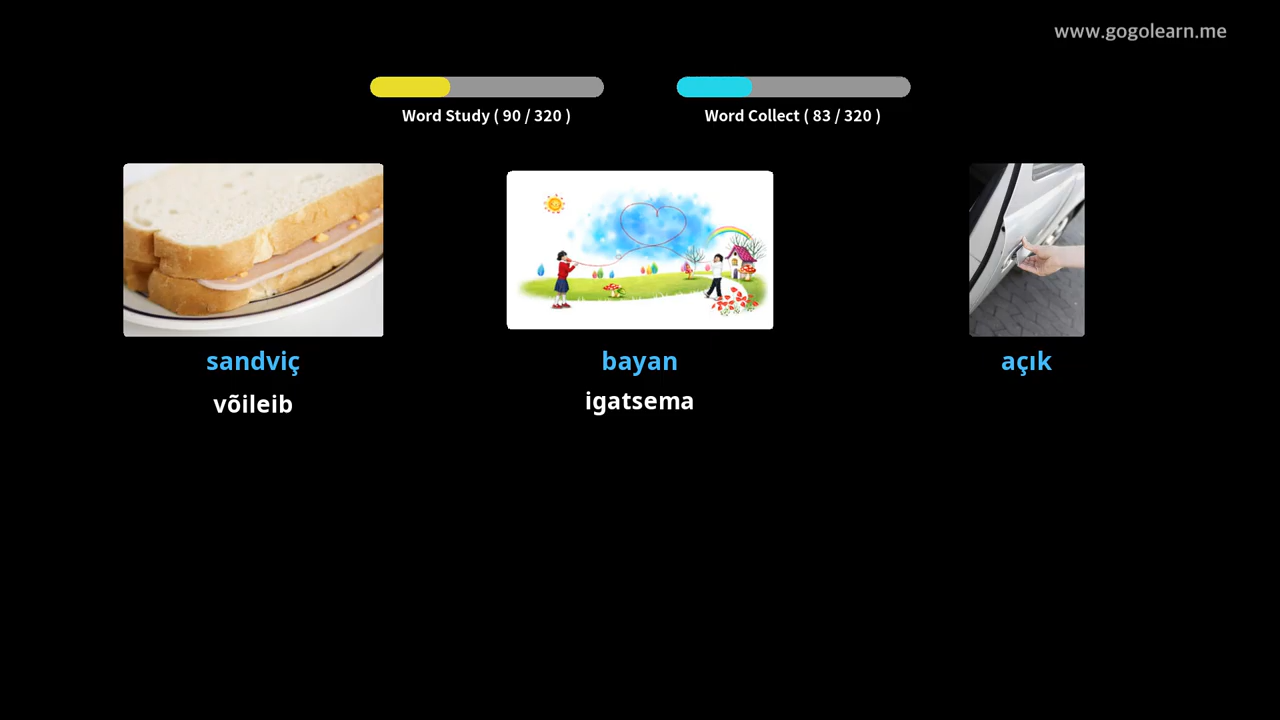 www.gogolearn.me
Word Study ( 90 / 320 )
Word Collect ( 83 / 320 )
sandviç
bayan
açık
võileib
igatsema